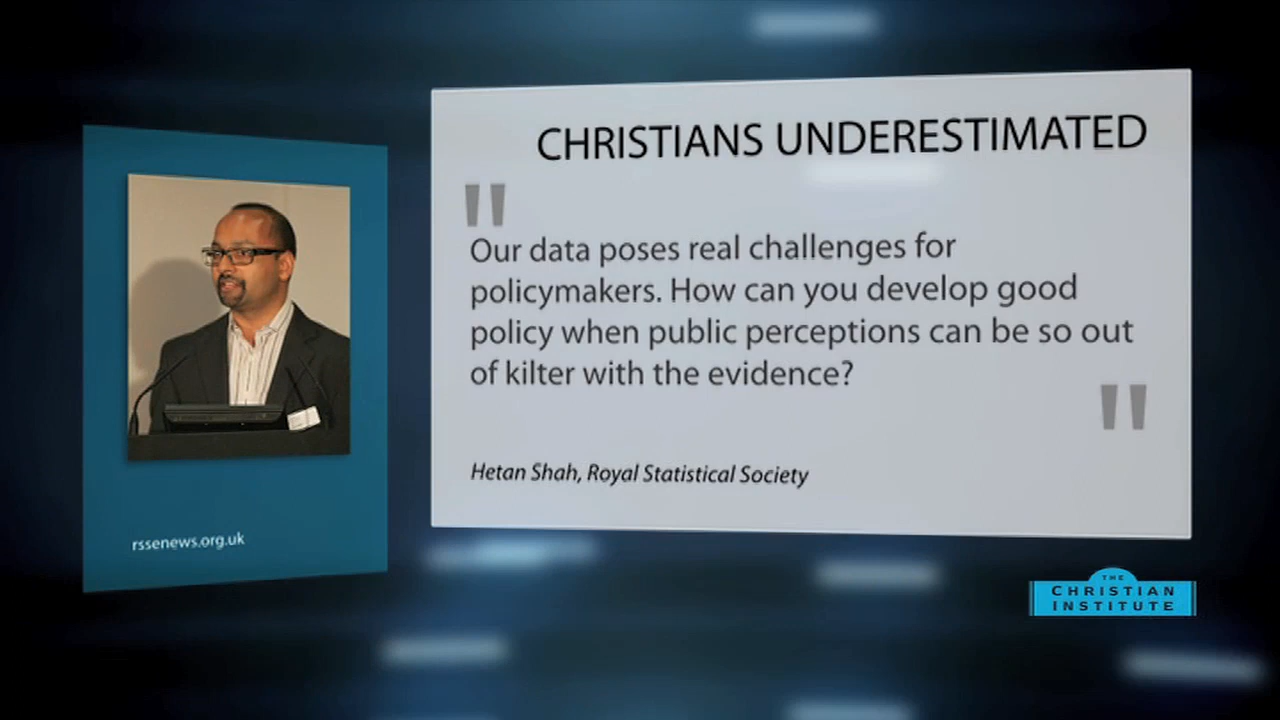 CHRISTIANS UNDERESTIMATED
"
Our data poses real challenges for
policymakers. How can you develop good
policy when public perceptions can be so out
of kilter with the evidence?
"
Hetan Shah, Royal Statistical Society
rssenews.org.uk
THE
CHRISTIAN
INSTITUTE